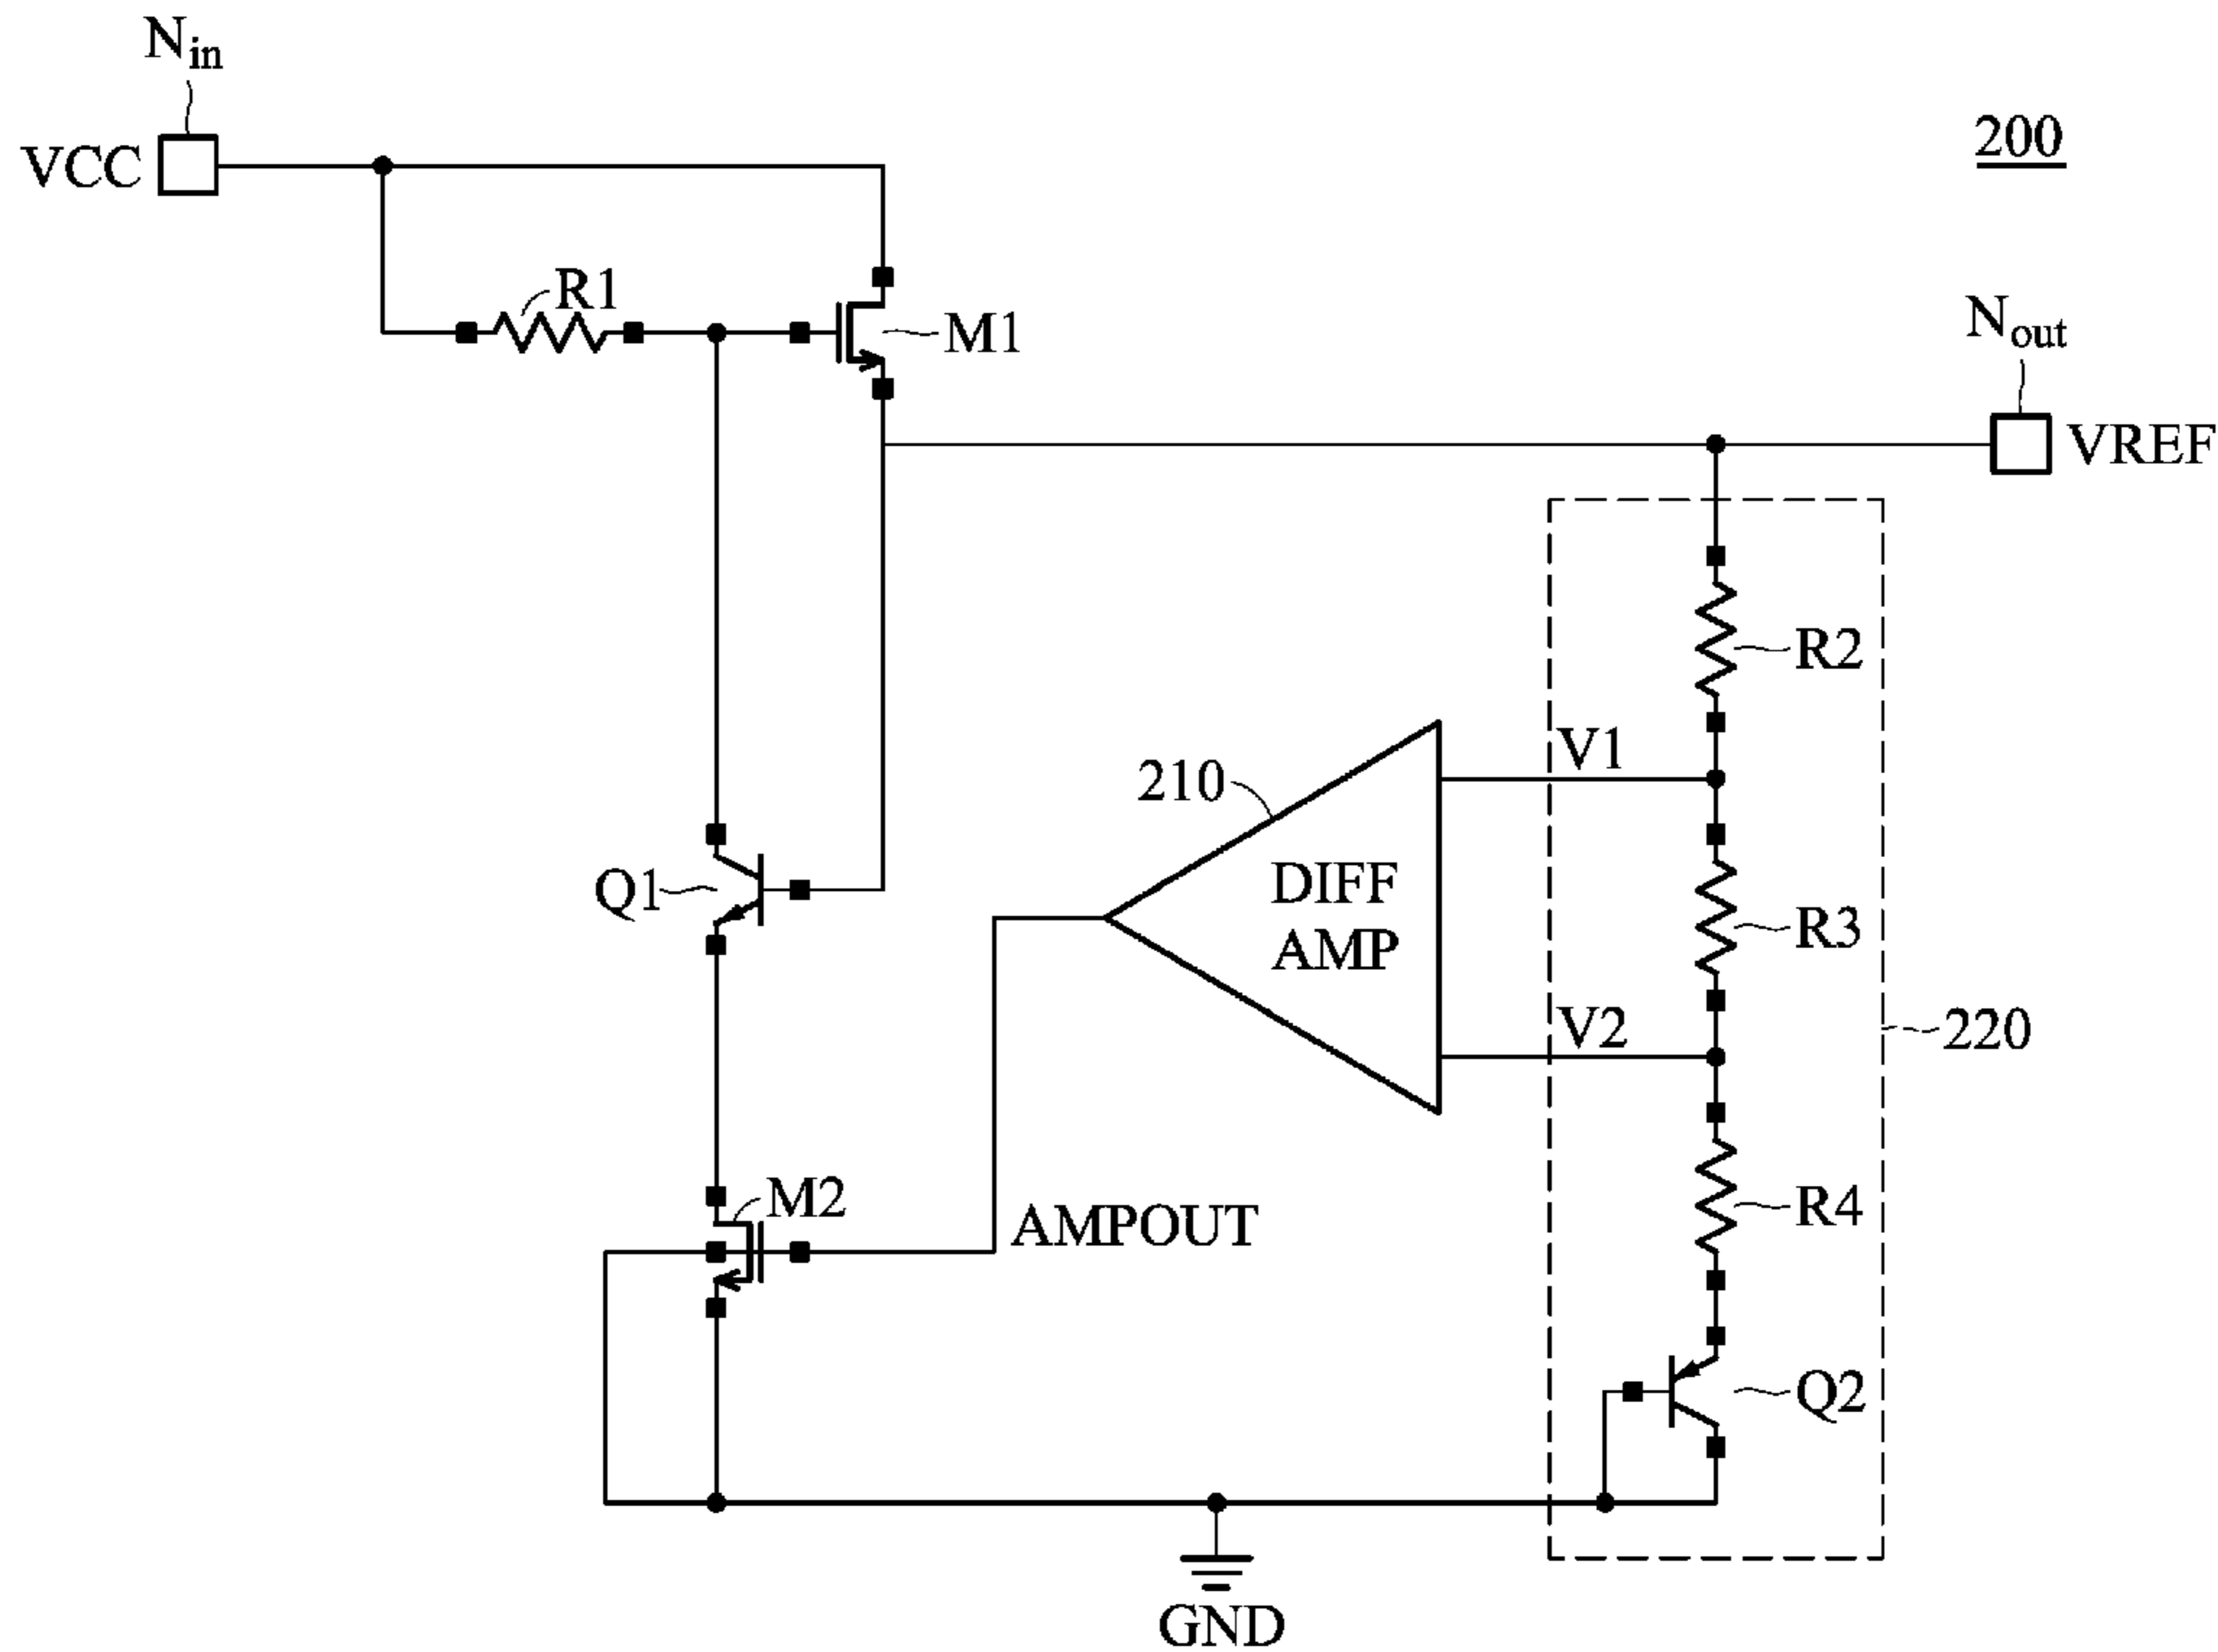 Nin
VCC
200
R1
M1
Nout
VREF
R2
V1
210
DIFF
AMP
Q1
R3
V2
220
M2
AMPOUT
R4
Q2
GND